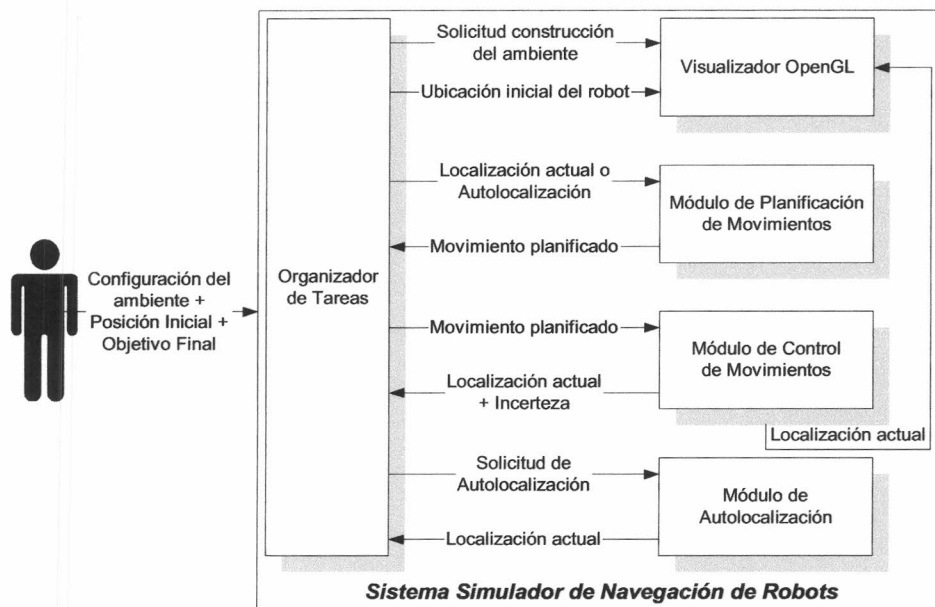 Solicitud construcción
del ambiente
Visualizador OpenGL
Ubicación inicial del robot
Localización actual o
Autolocalización
Módulo de Planificación
de Movimientos
Movimiento planificado
Configuración del
ambiente +
Posición Inicial +
Objetivo Final
Organizador
de Tareas
Movimiento planificado
Módulo de Control
de Movimientos
Localización actual
+ Incerteza
Localización actual
Solicitud de
Autolocalización
Módulo de
Autolocalización
Localización actual
Sistema Simulador de Navegación de Robots